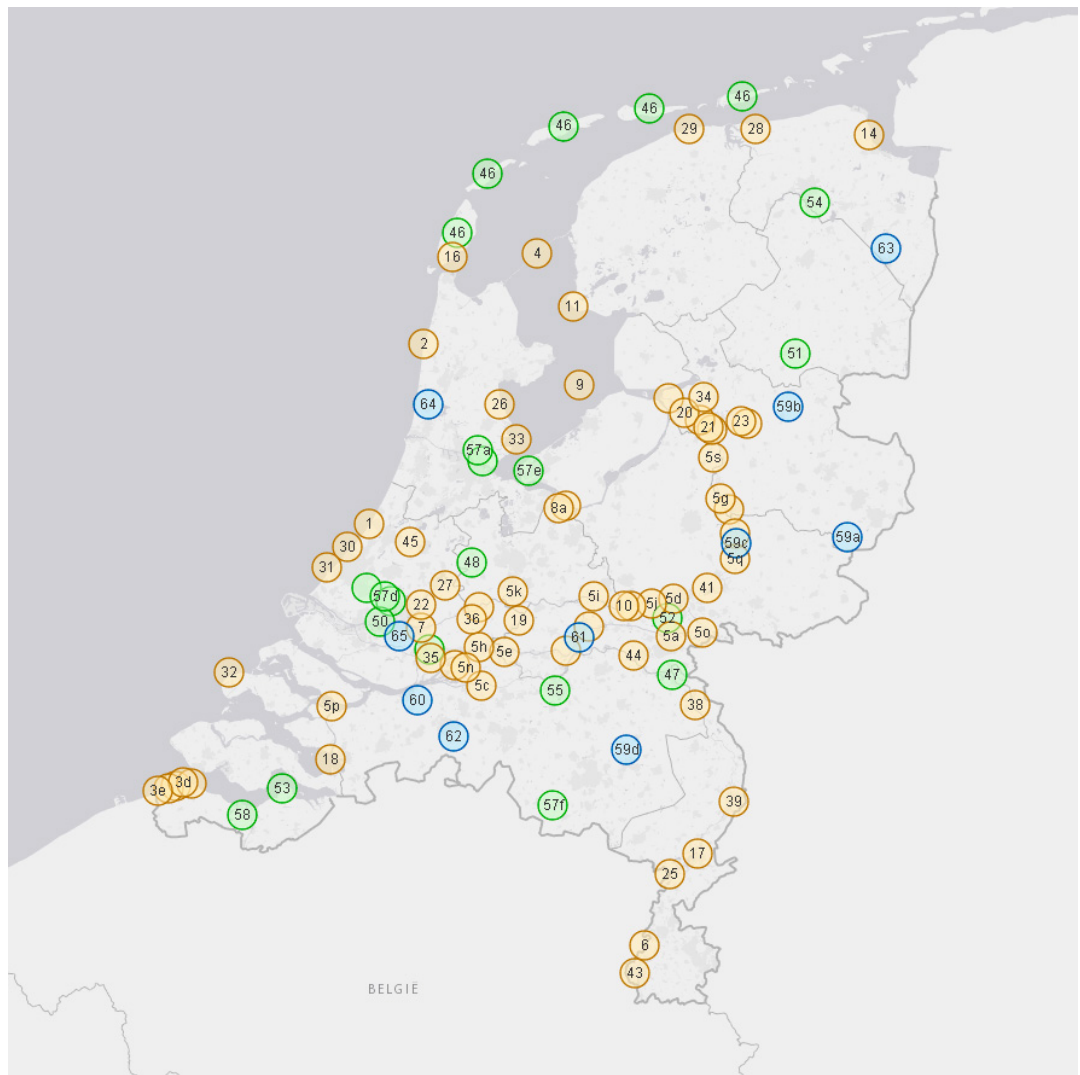 46
46
46
29
28
14
46
54
46
63
16
4
11
2
51
9
64
26
34
59b
20
23
21
33
57a
5s
57e
5g
8a
1
45
30
59c
59a
5q
48
31
27
41
57d
5k
5i
5d
22
10
5j
36
19
52
50
7
65
61
5o
5a
5h
5e
35
44
5n
32
47
5c
55
60
5p
38
62
59d
18
3d
53
3e
39
57f
58
17
25
6
43
BELGIË